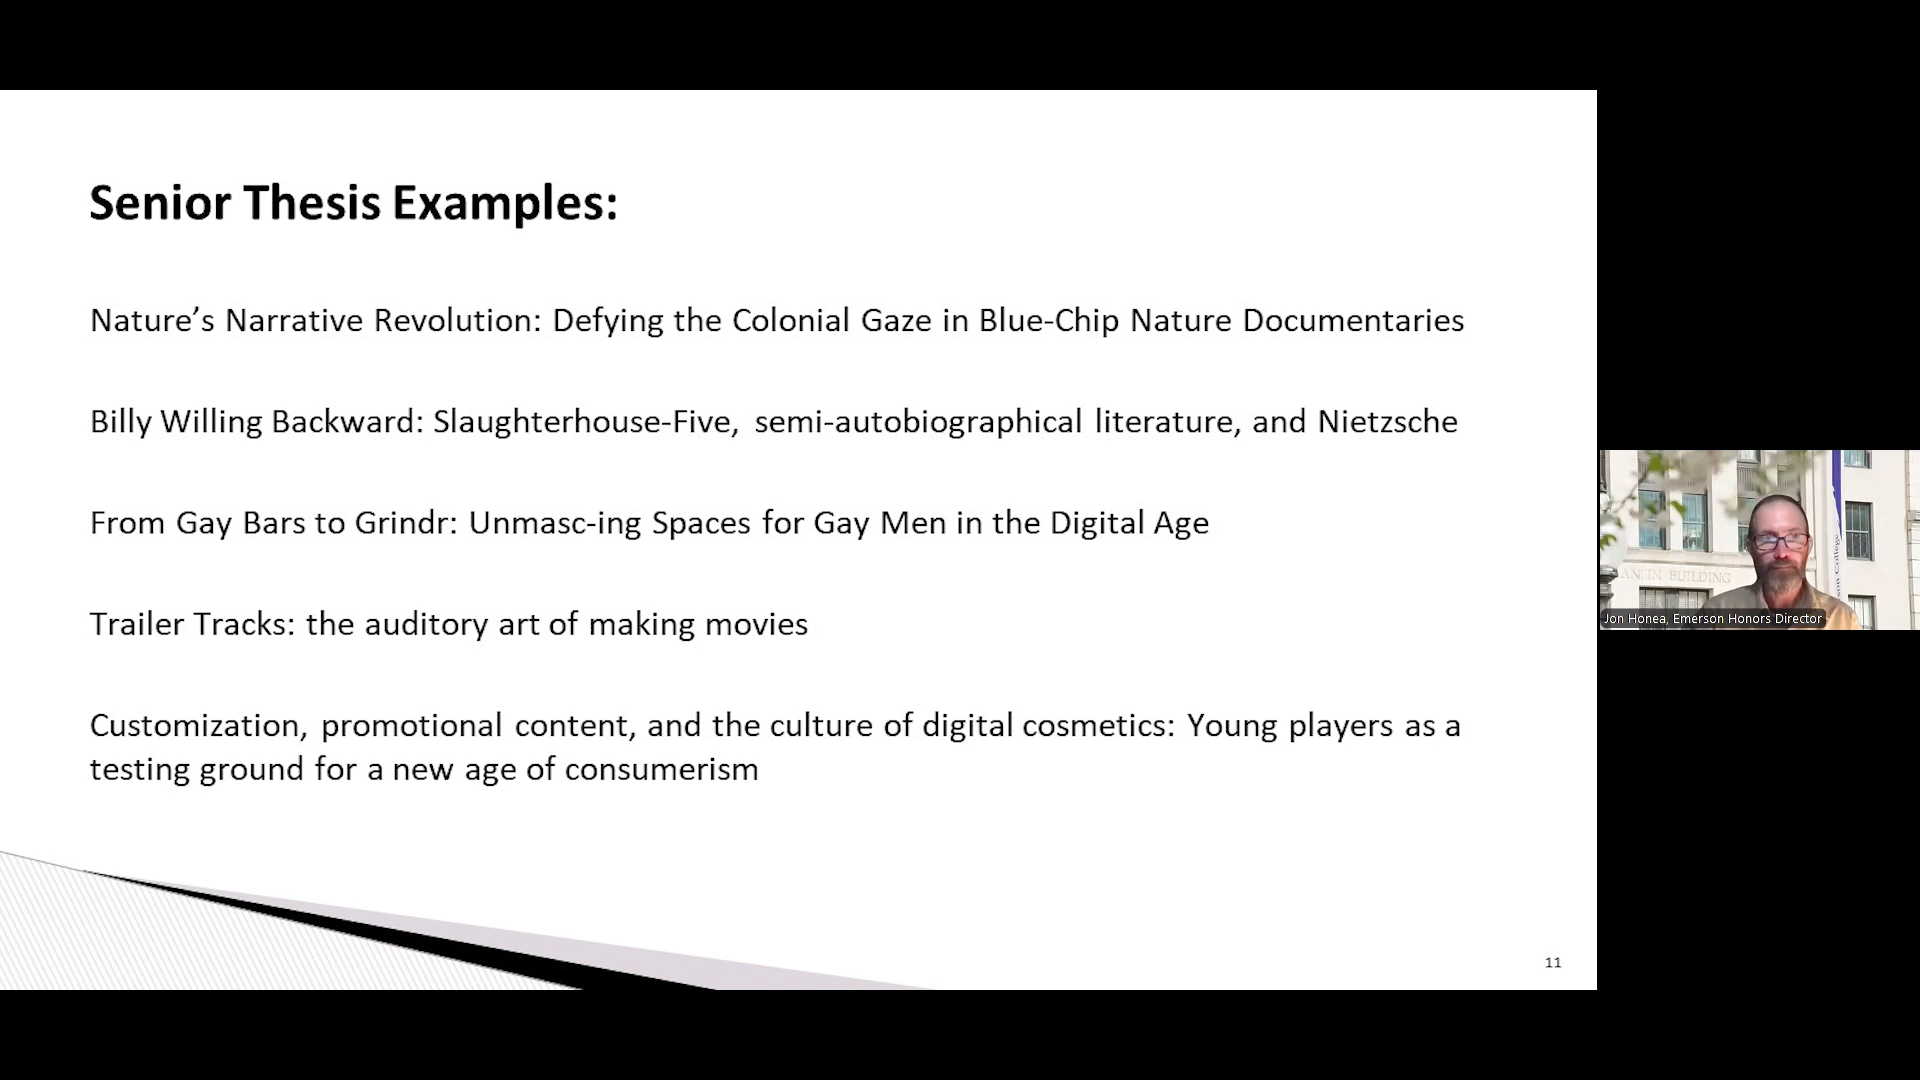 Senior Thesis Examples:
Nature’s Narrative Revolution: Defying the Colonial Gaze in Blue-Chip Nature Documentaries
Billy Willing Backward: Slaughterhouse-Five, semi-autobiographical literature, and Nietzsche
From Gay Bars to Grindr: Unmasc-ing Spaces for Gay Men in the Digital Age
Trailer Tracks: the auditory art of making movies
Customization, promotional content, and the culture of digital cosmetics: Young players as a
testing ground for a new age of consumerism
11
BUILDING
College
Jon Honea, Emerson Honors Director